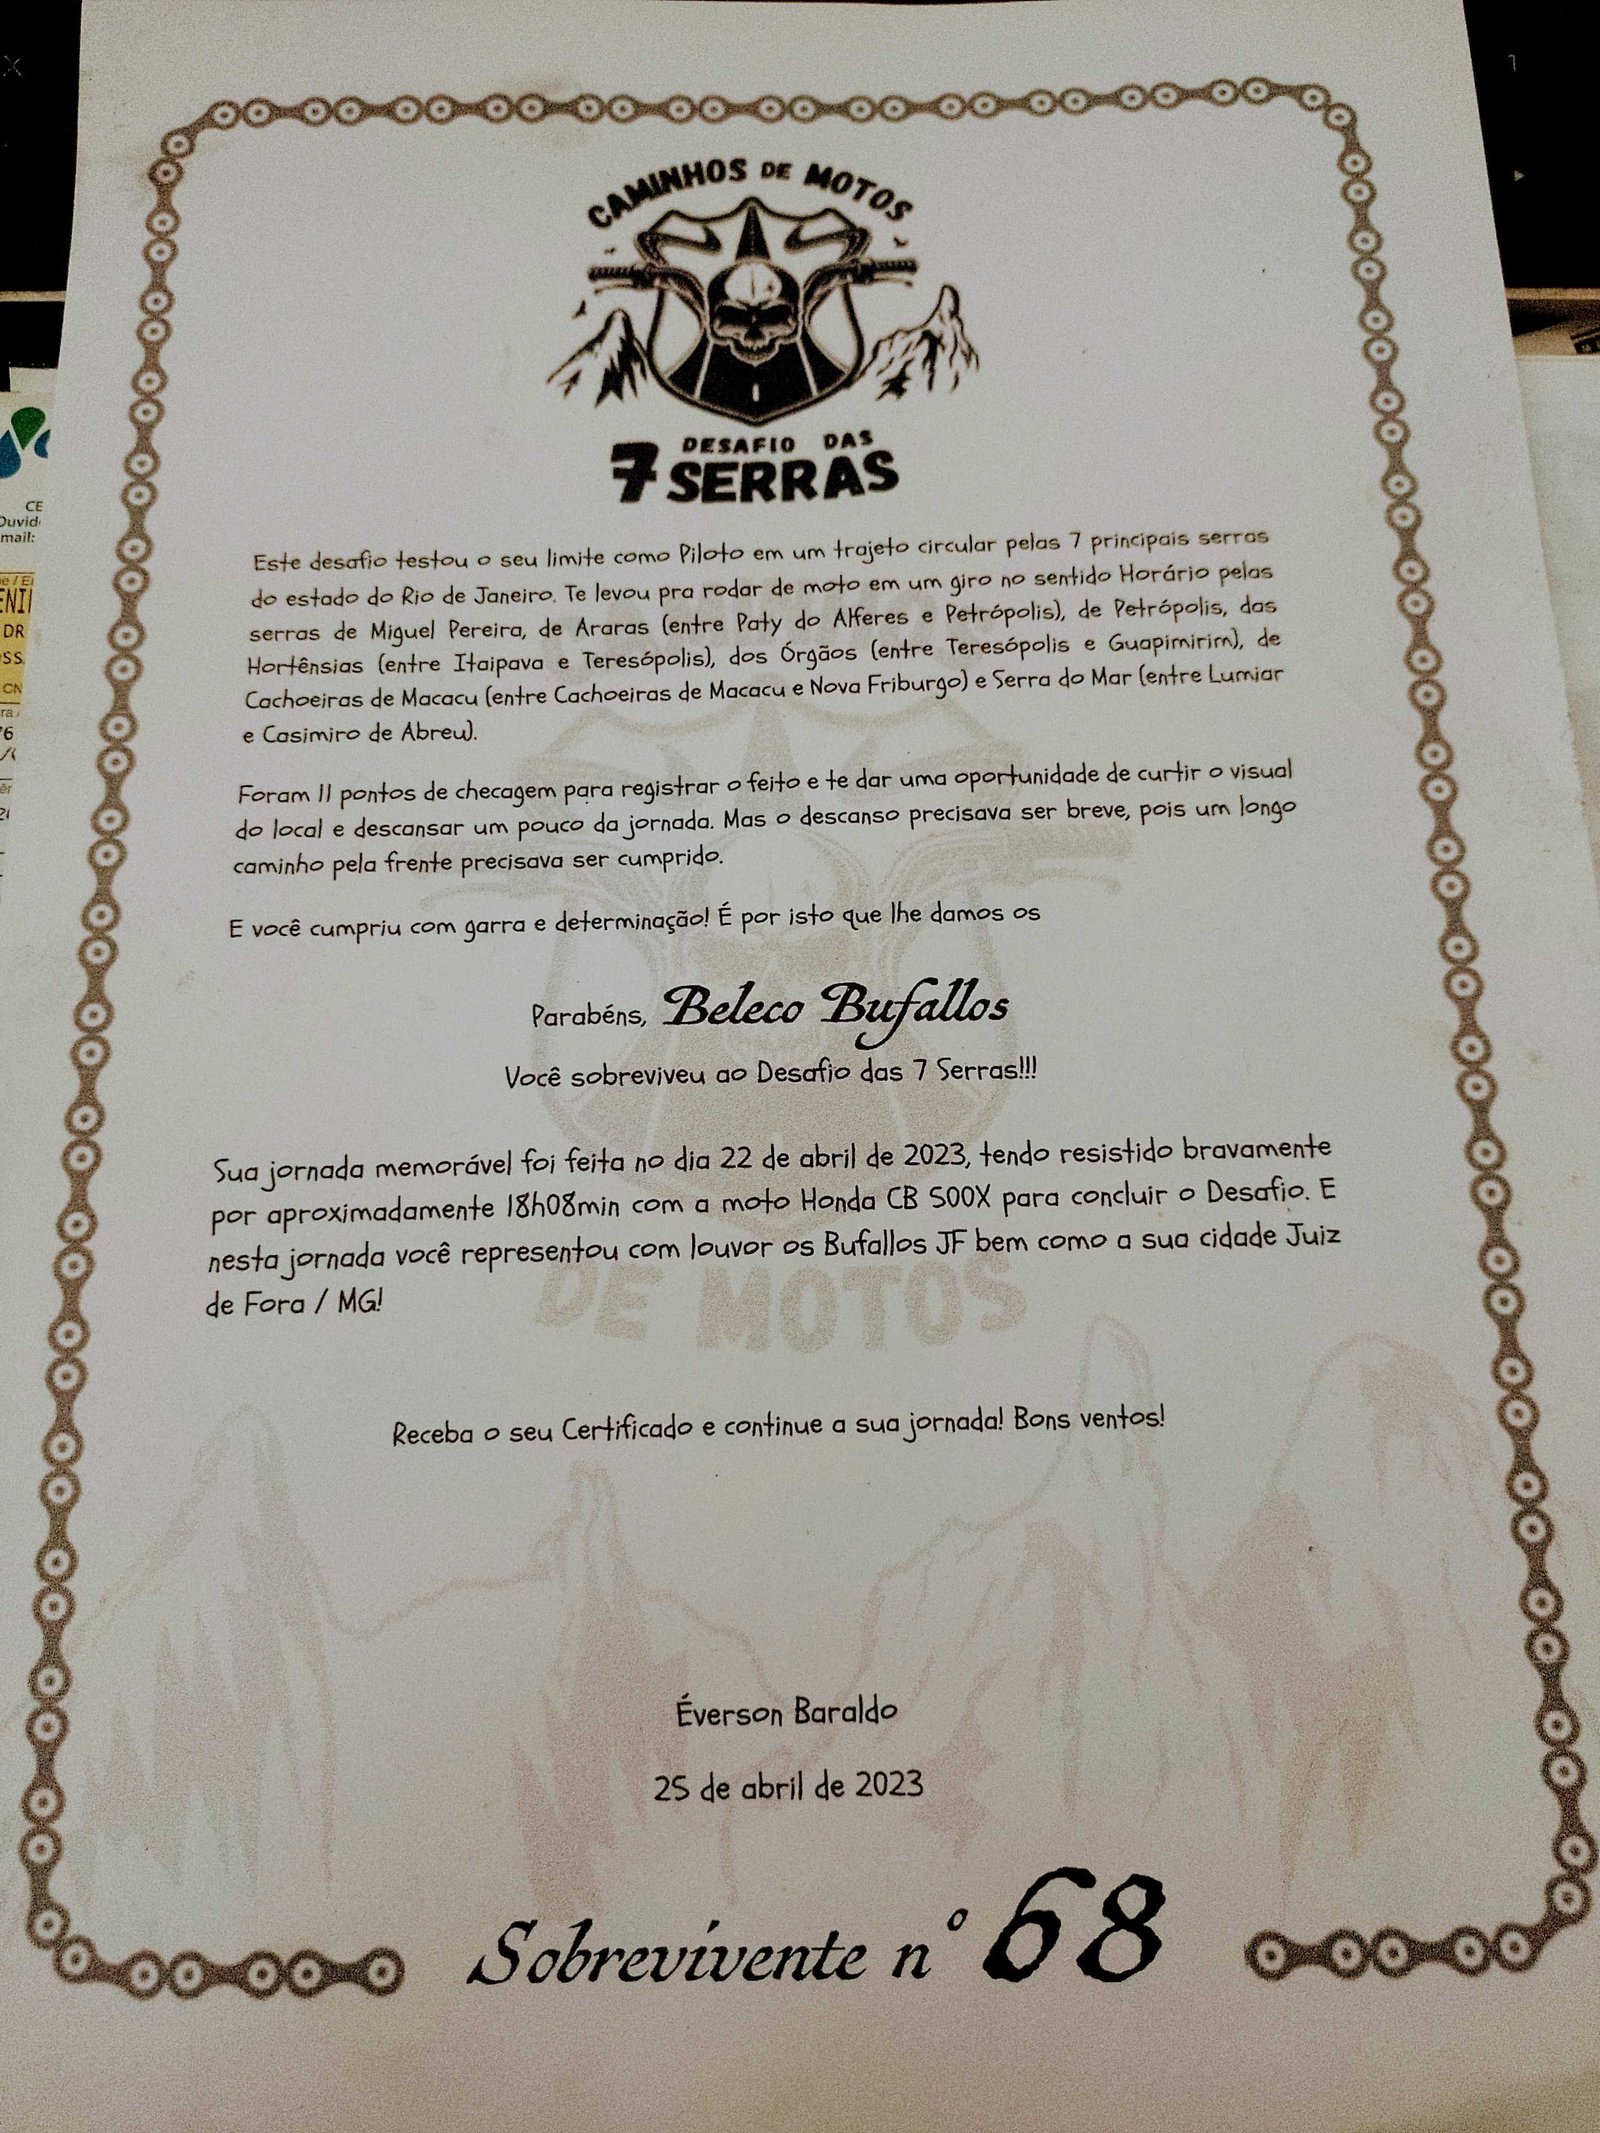 CAMINHOS DE MOTOS
DESAFIO DAS
7 SERRAS
Este desafio testou o seu limite como Piloto em um trajeto circular pelas 7 principais serras
do estado do Rio de Janeiro. Te levou pra rodar de moto em um giro no sentido Horário pelas
serras de Miguel Pereira, de Araras (entre Paty do Alferes e Petrópolis), de Petrópolis, das
Hortênsias (entre Itaipava e Teresópolis), dos Órgãos (entre Teresópolis e Guapimirim), de
Cachoeiras de Macacu (entre Cachoeiras de Macacu e Nova Friburgo) e Serra do Mar (entre Lumiar
e Casimiro de Abreu).
Foram 11 pontos de checagem para registrar o feito e te dar uma oportunidade de curtir o visual
do local e descansar um pouco da jornada. Mas o descanso precisava ser breve, pois um longo
caminho pela frente precisava ser cumprido.
E você cumpriu com garra e determinação! É por isto que lhe damos os
Parabéns, Beleco Bufallos
Você sobreviveu ao Desafio das 7 Serras!!!
Sua jornada memorável foi feita no dia 22 de abril de 2023, tendo resistido bravamente
por aproximadamente 18h08min com a moto Honda CB 500X para concluir o Desafio. E
nesta jornada você representou com louvor os Bufallos JF bem como a sua cidade Juiz
de Fora / MG!
DE MOTOS
Receba o seu Certificado e continue a sua jornada! Bons ventos!
Éverson Baraldo
25 de abril de 2023
Sobrevivente n° 68
CE
mail:
DR
CN